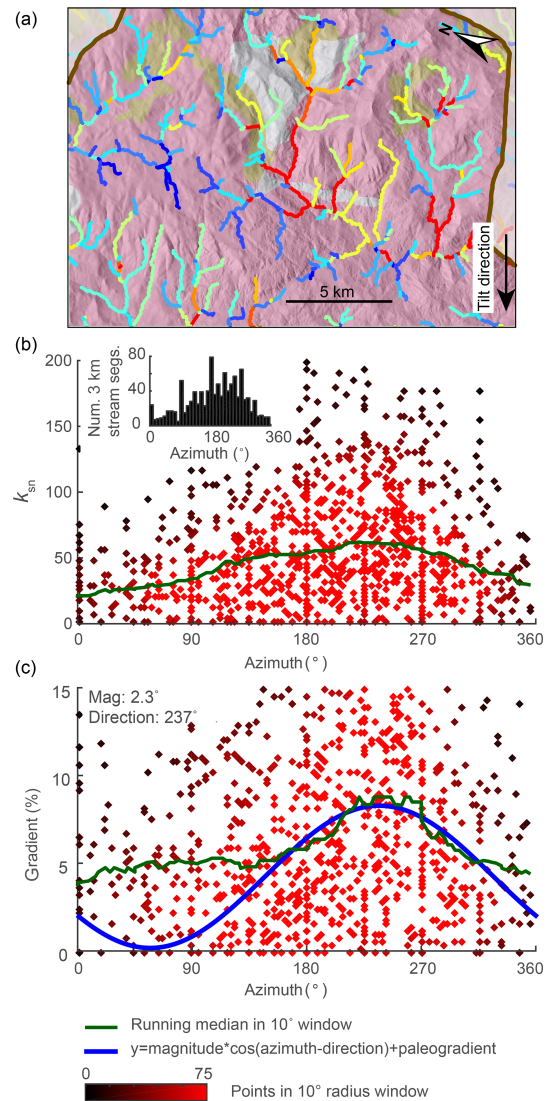 (a)
N
5 km
Tilt direction
(b)
200
150
100
50
0
k_sn
80
40
0
Num. 3 km
stream segs.
0 180 360
Azimuth (°)
0 90 180 270 360
Azimuth (°)
(c)
Mag: 2.3°
Direction: 237°
15
10
5
0
Gradient (%)
0 90 180 270 360
Azimuth (°)
Running median in 10° window
y=magnitude*cos(azimuth-direction)+paleogradient
0 75
Points in 10° radius window